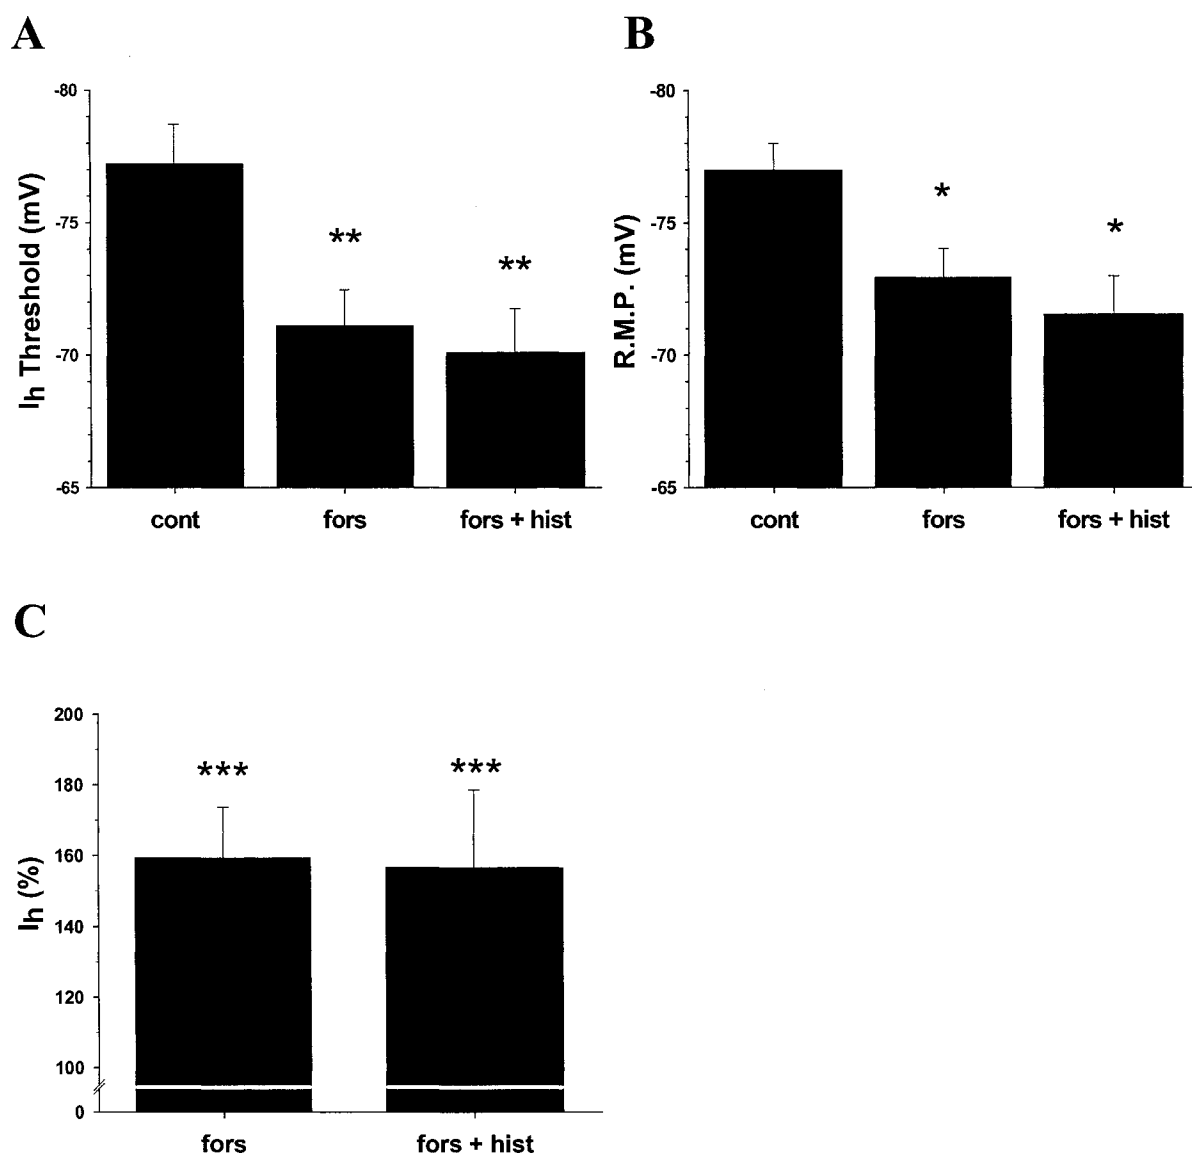 A
-80
-75
-70
-65
Ih Threshold (mV)
**
**
cont
fors
fors + hist
B
-80
-75
-70
-65
R.M.P. (mV)
*
*
cont
fors
fors + hist
C
200
180
160
140
120
100
0
Ih (%)
***
***
fors
fors + hist